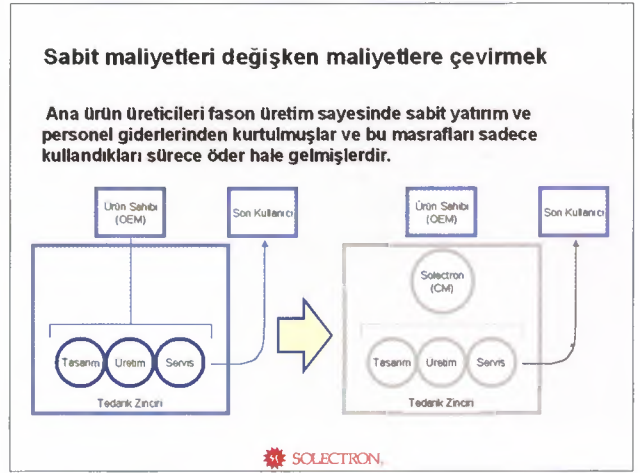 Sabit maliyetleri değişken maliyetlere çevirmek
Ana ürün üreticileri fason üretim sayesinde sabit yatırım ve
personel giderlerinden kurtulmuşlar ve bu masrafları sadece
kullandıkları sürece öder hale gelmişlerdir.
Ürün Sahibi
(OEM)
Son Kullanıcı
Tasarım
Üretim
Servis
Tedarik Zinciri
Ürün Sahibi
(OEM)
Son Kullanıcı
Solectron
(CM)
Tasarım
Üretim
Servis
Tedarik Zinciri
SOLECTRON